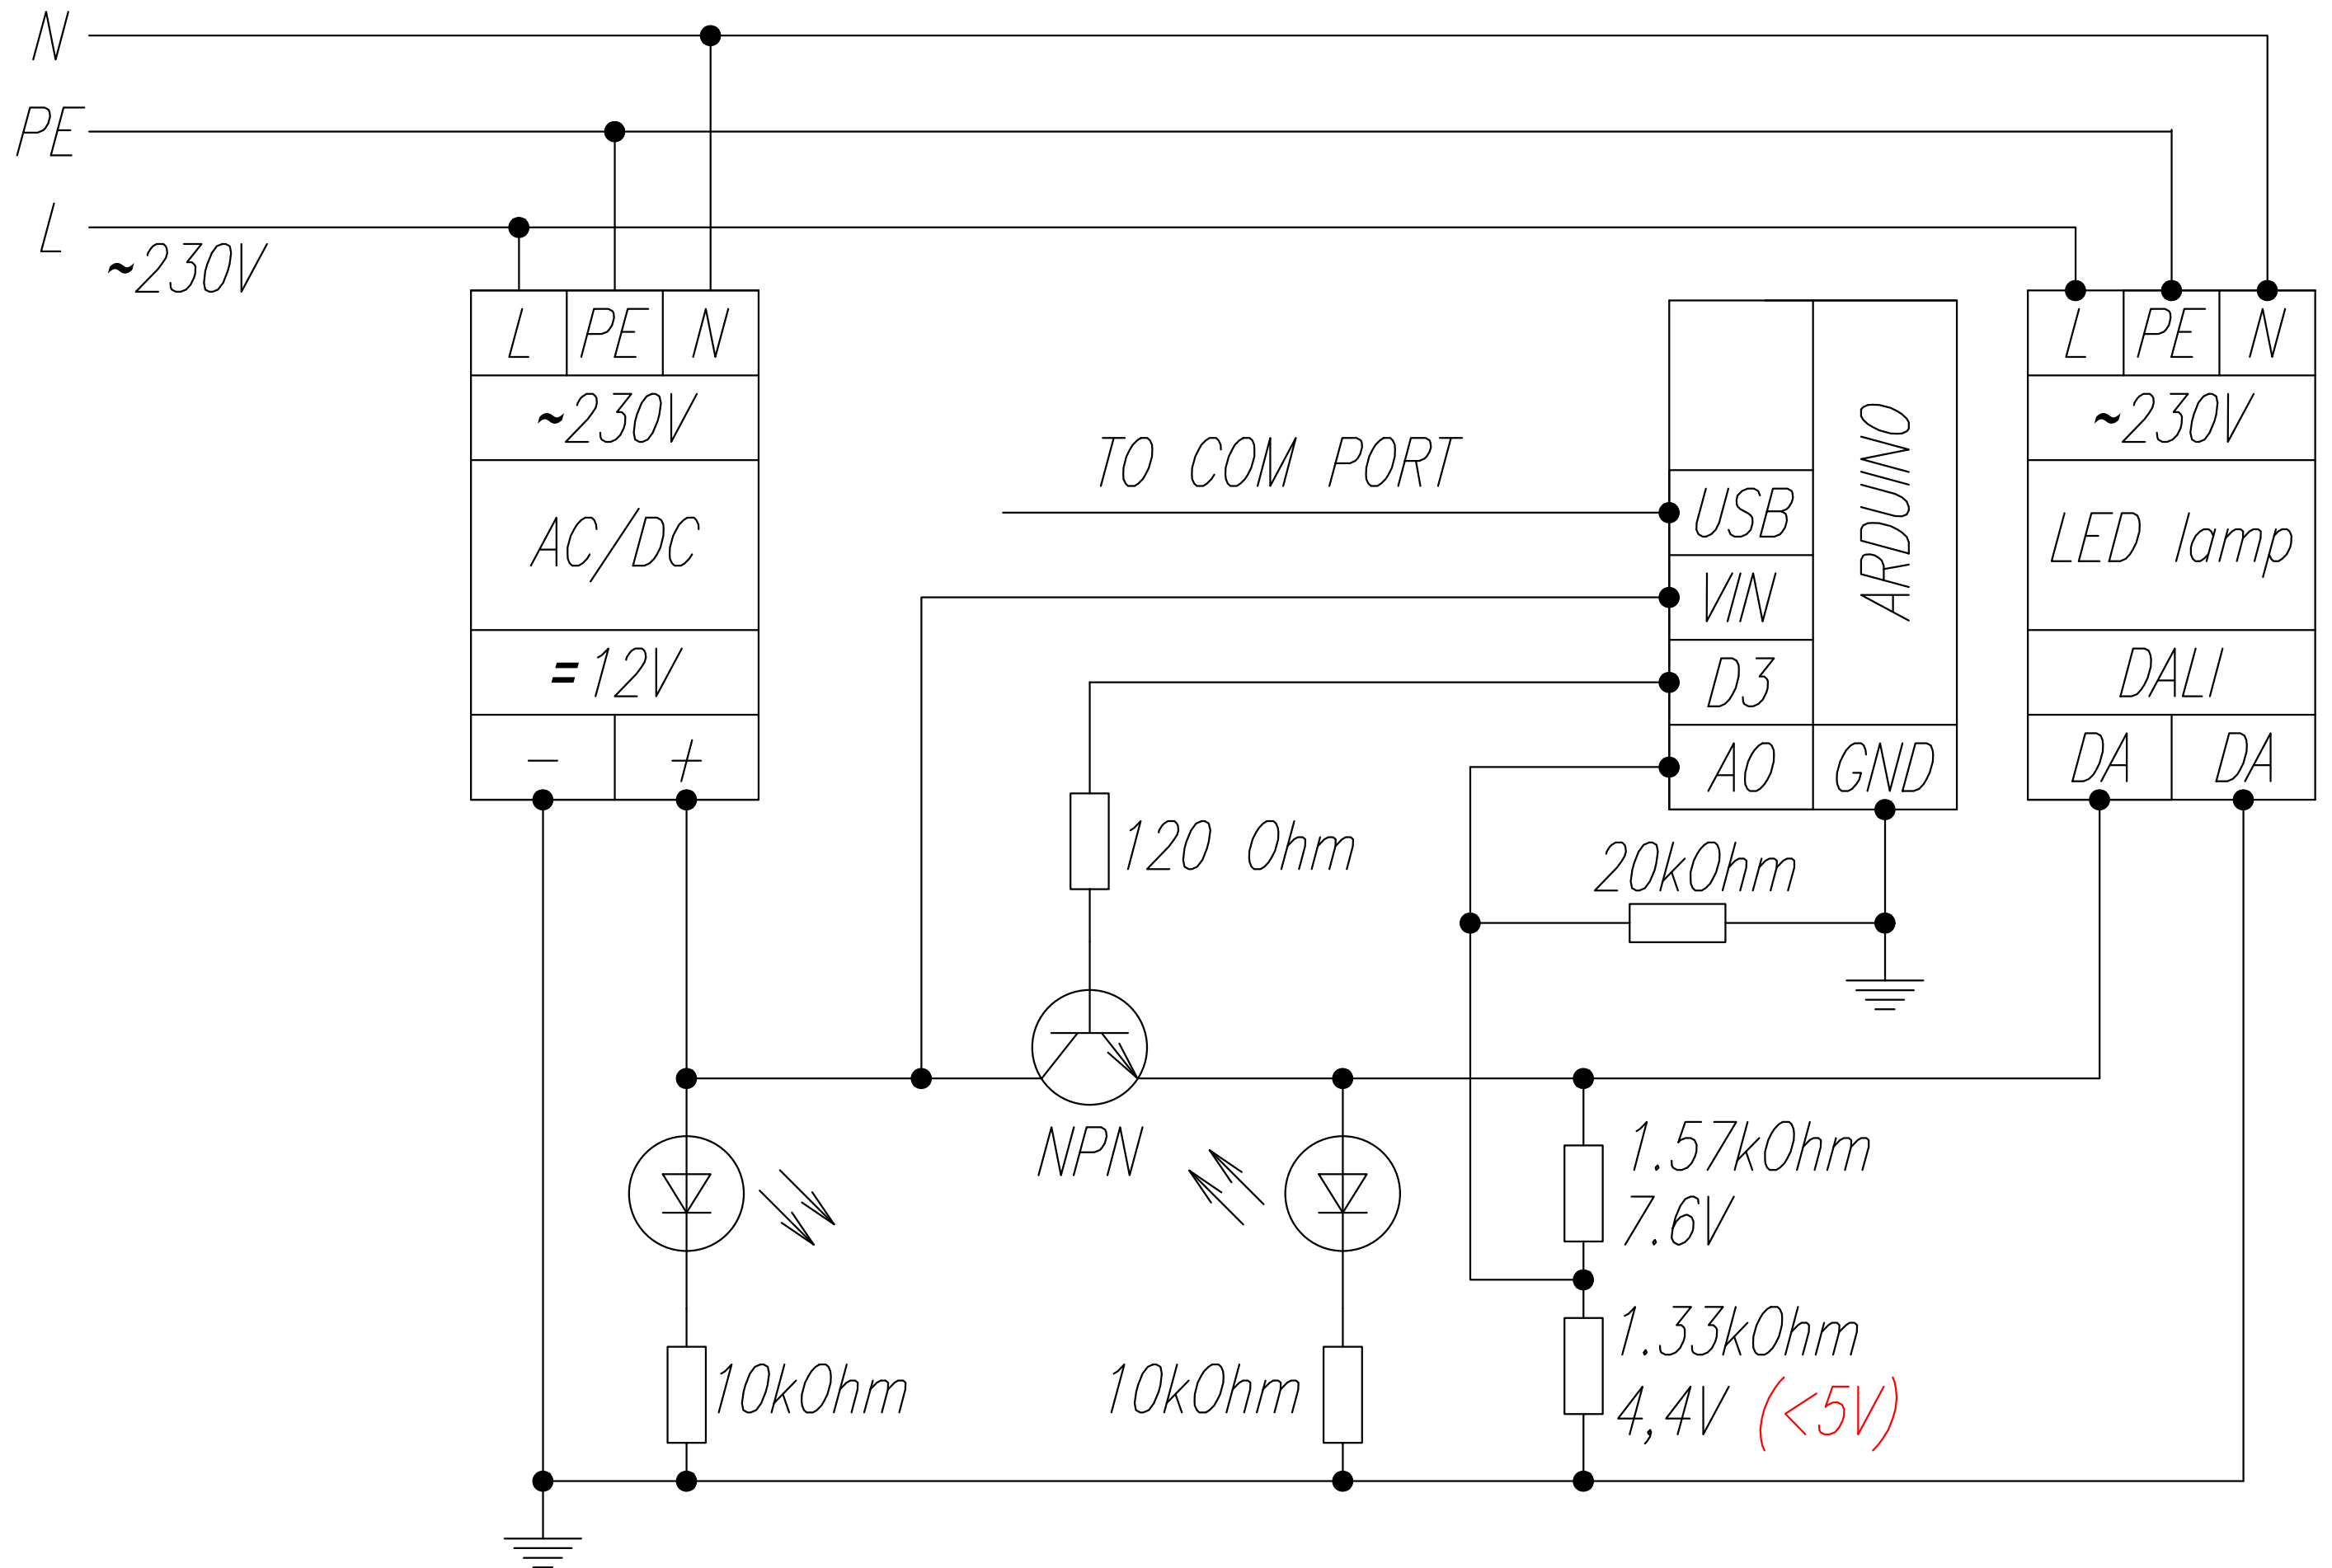 N
PE
L
~230V
L PE N
~230V
AC/DC
=12V
- +
TO COM PORT
USB
VIN
D3
A0 GND
ARDUINO
L PE N
~230V
LED lamp
DALI
DA DA
120 Ohm
20kOhm
NPN
1.57kOhm
7.6V
1.33kOhm
4,4V (<5V)
10kOhm
10kOhm